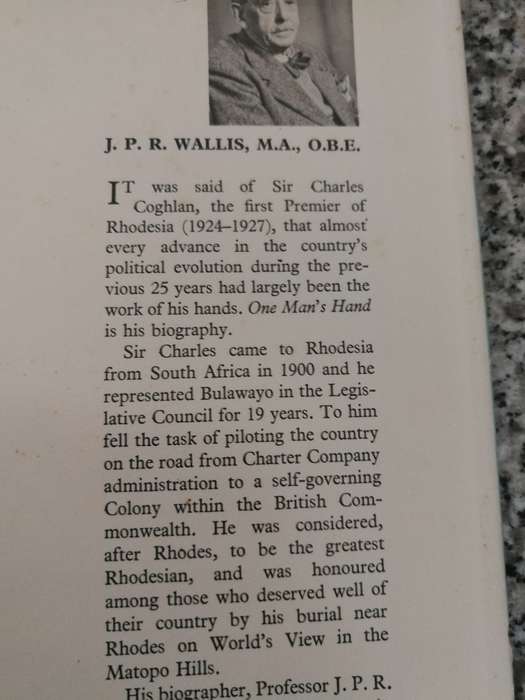 J. P. R. WALLIS, M.A., O.B.E.
IT was said of Sir Charles
Coghlan, the first Premier of
Rhodesia (1924–1927), that almost
every advance in the country's
political evolution during the pre-
vious 25 years had largely been the
work of his hands. One Man's Hand
is his biography.
Sir Charles came to Rhodesia
from South Africa in 1900 and he
represented Bulawayo in the Legis-
lative Council for 19 years. To him
fell the task of piloting the country
on the road from Charter Company
administration to a self-governing
Colony within the British Com-
monwealth. He was considered,
after Rhodes, to be the greatest
Rhodesian, and was honoured
among those who deserved well of
their country by his burial near
Rhodes on World's View in the
Matopo Hills.
His biographer, Professor J. P. R.